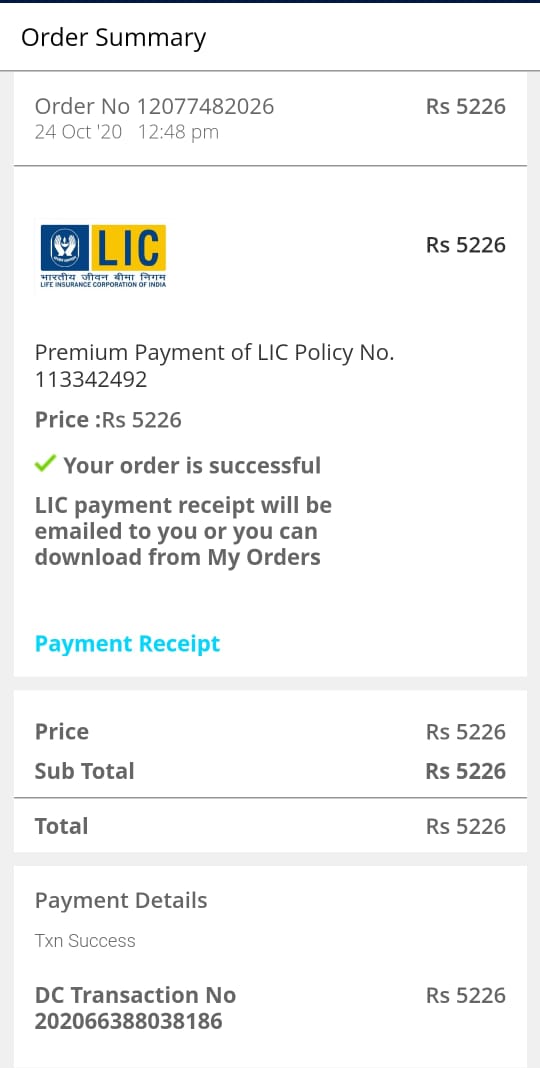 Order Summary
Order No 12077482026
Rs 5226
24 Oct '20 12:48 pm
LIC
भारतीय जीवन बीमा निगम
LIFE INSURANCE CORPORATION OF INDIA
Rs 5226
Premium Payment of LIC Policy No.
113342492
Price :Rs 5226
Your order is successful
LIC payment receipt will be
emailed to you or you can
download from My Orders
Payment Receipt
Price Rs 5226
Sub Total Rs 5226
Total Rs 5226
Payment Details
Txn Success
DC Transaction No Rs 5226
202066388038186